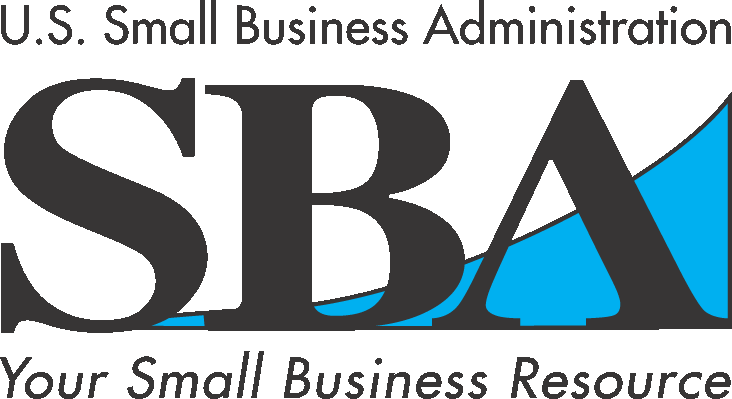 U.S. Small Business Administration
SBA
Your Small Business Resource